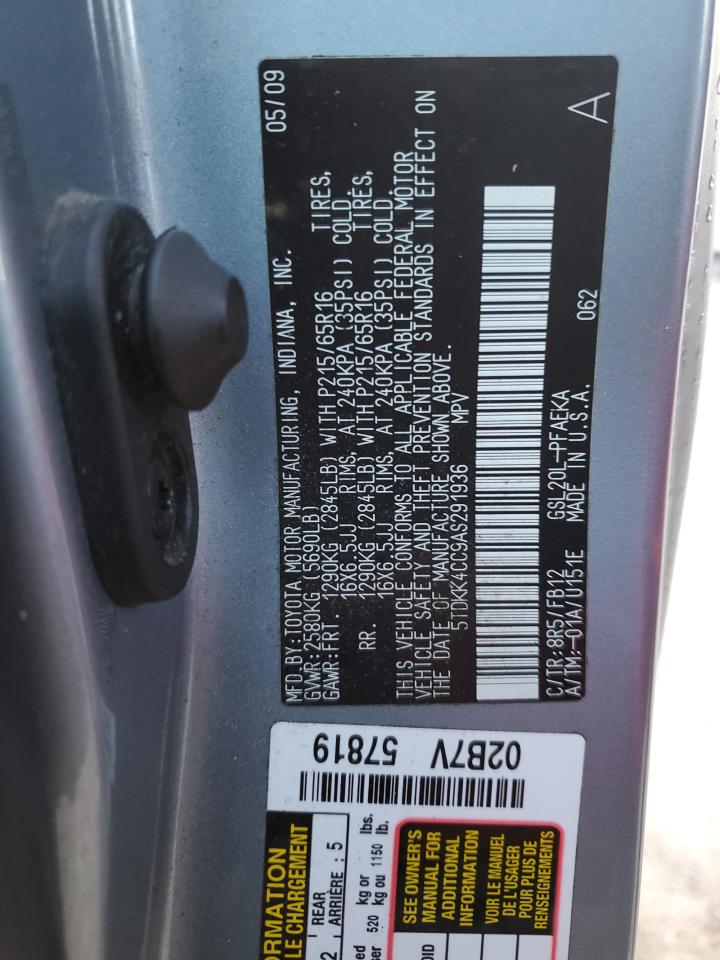 MFD BY:TOYOTA MOTOR MANUFACTURING, INDIANA, INC. 05/09
GVWR:2580KG (5690LB)
GAWR:FRT. 1290KG (2845LB) WITH P215/65R16 TIRES,
16X6.5JJ RIMS, AT 240KPA (35PSI) COLD.
RR. 1290KG (2845LB) WITH P215/65R16 TIRES,
16X6.5JJ RIMS, AT 240KPA (35PSI) COLD.
THIS VEHICLE CONFORMS TO ALL APPLICABLE FEDERAL MOTOR
VEHICLE SAFETY AND THEFT PREVENTION STANDARDS IN EFFECT ON
THE DATE OF MANUFACTURE SHOWN ABOVE.
5TDKK4CC9AS291936 MPV
C/TR:8R5/FB12 GSL20L-PFAEKA
A/TM:-01A/U151E MADE IN U.S.A. 062 A
02B7V 57819
ORMATION
LE CHARGEMENT
2 REAR ARRIÈRE : 5
520 kg or kg ou 1150 lbs. lb.
SEE OWNER'S
MANUAL FOR
ADDITIONAL
INFORMATION
VOIR LE MANUEL
DE L'USAGER
POUR PLUS DE
RENSEIGNEMENTS